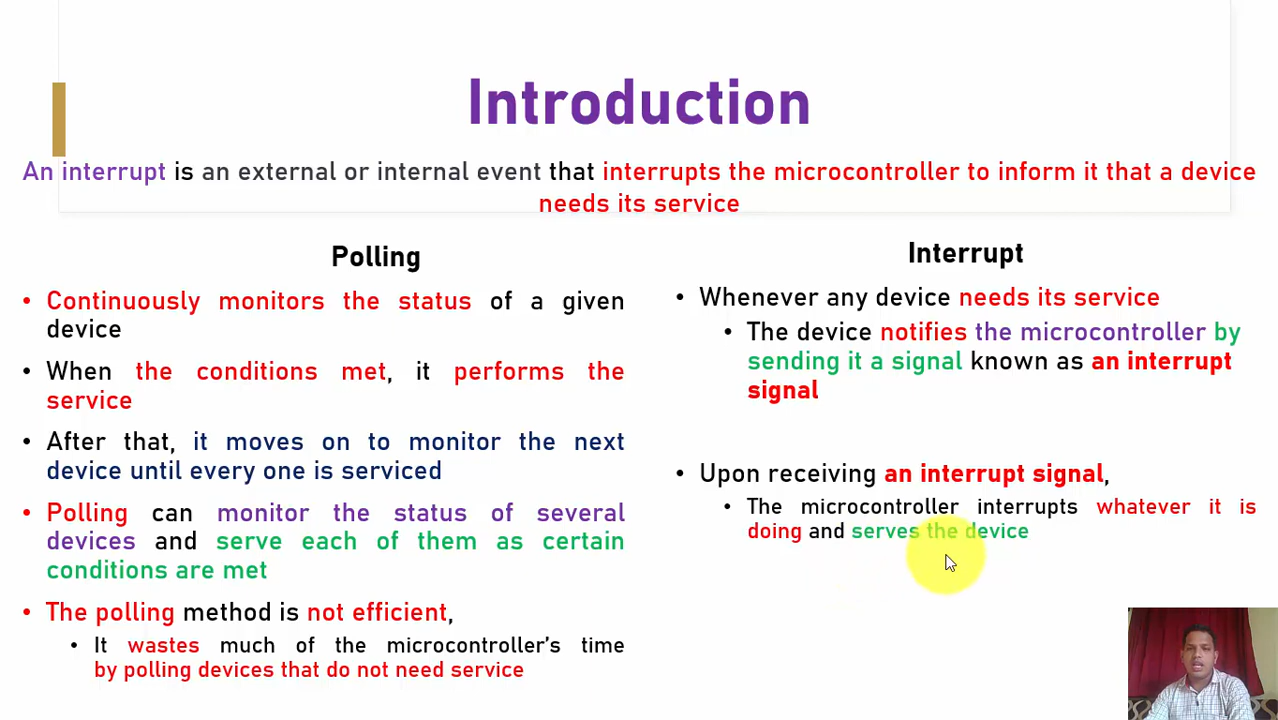 Introduction
An interrupt is an external or internal event that interrupts the microcontroller to inform it that a device
needs its service
Polling
• Continuously monitors the status of a given
device
• When the conditions met, it performs the
service
• After that, it moves on to monitor the next
device until every one is serviced
• Polling can monitor the status of several
devices and serve each of them as certain
conditions are met
• The polling method is not efficient,
• It wastes much of the microcontroller’s time
by polling devices that do not need service
Interrupt
• Whenever any device needs its service
• The device notifies the microcontroller by
sending it a signal known as an interrupt
signal
• Upon receiving an interrupt signal,
• The microcontroller interrupts whatever it is
doing and serves the device